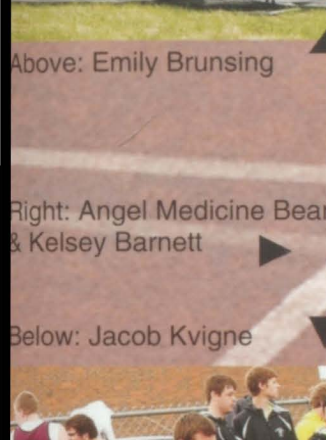 Above: Emily Brunsing
Right: Angel Medicine Bear
& Kelsey Barnett
Below: Jacob Kvigne